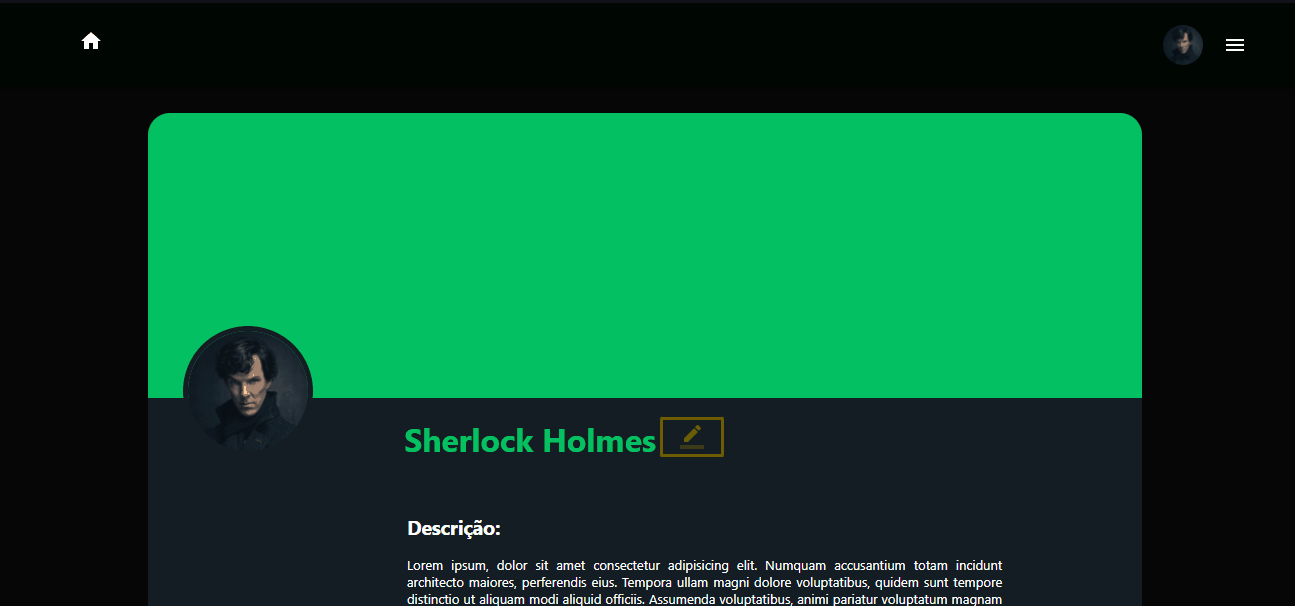 Sherlock Holmes
Descrição:
Lorem ipsum, dolor sit amet consectetur adipisicing elit. Numquam accusantium totam incidunt
architecto maiores, perferendis eius. Tempora ullam magni dolore voluptatibus, quidem sunt tempore
distinctio ut aliquam modi aliquid officiis. Assumenda voluptatibus, animi pariatur voluptatum magnam